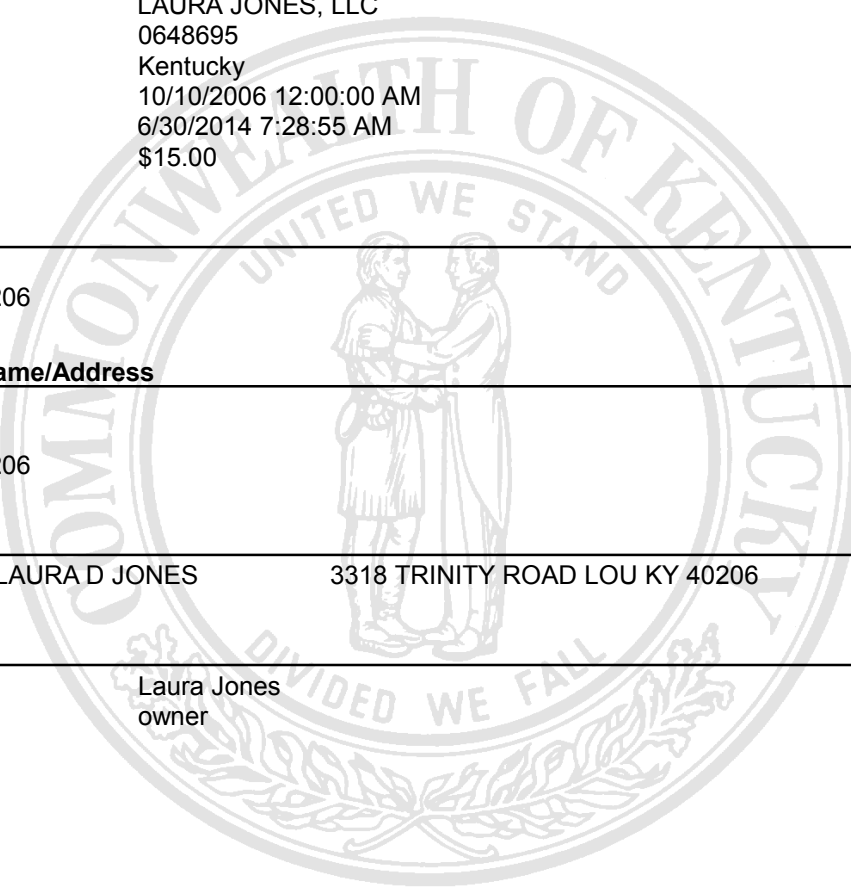 LAURA JONES, LLC
0648695
Kentucky
10/10/2006 12:00:00 AM
6/30/2014 7:28:55 AM
$15.00
206
ame/Address
206
LAURA D JONES 3318 TRINITY ROAD LOU KY 40206
Laura Jones
owner
COMMONWEALTH OF KENTUCKY
UNITED WE STAND
DIVIDED WE FALL